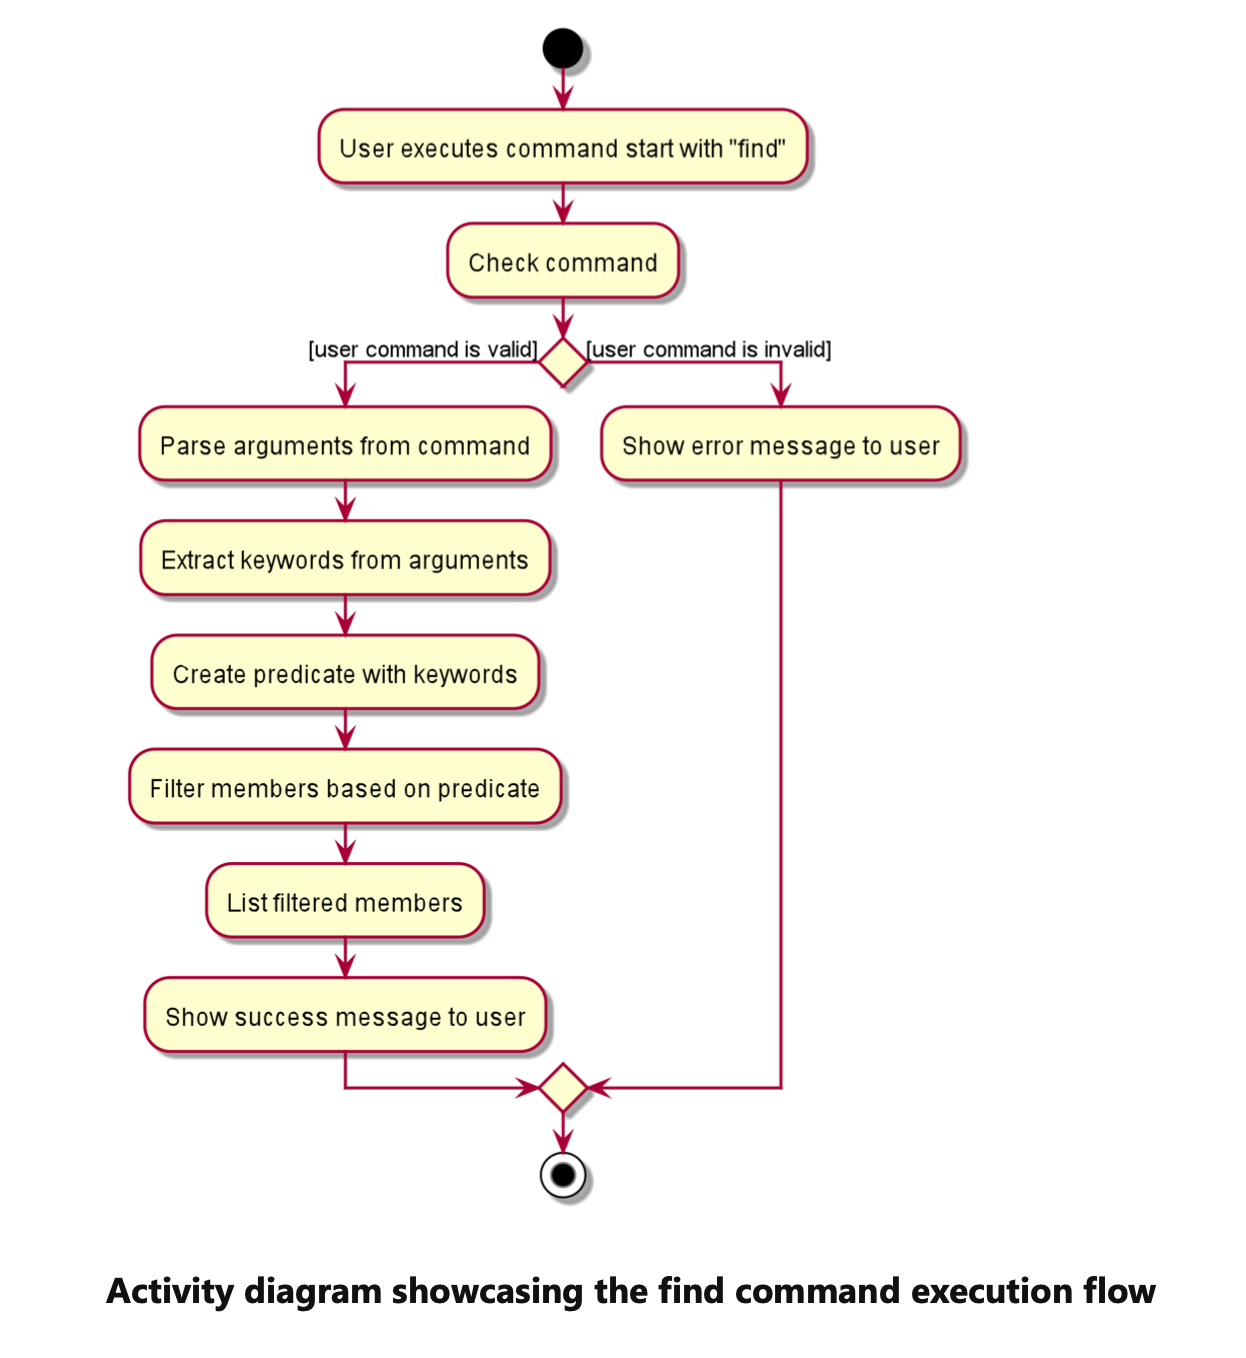 User executes command start with "find"
Check command
[user command is valid]
[user command is invalid]
Parse arguments from command
Show error message to user
Extract keywords from arguments
Create predicate with keywords
Filter members based on predicate
List filtered members
Show success message to user
Activity diagram showcasing the find command execution flow